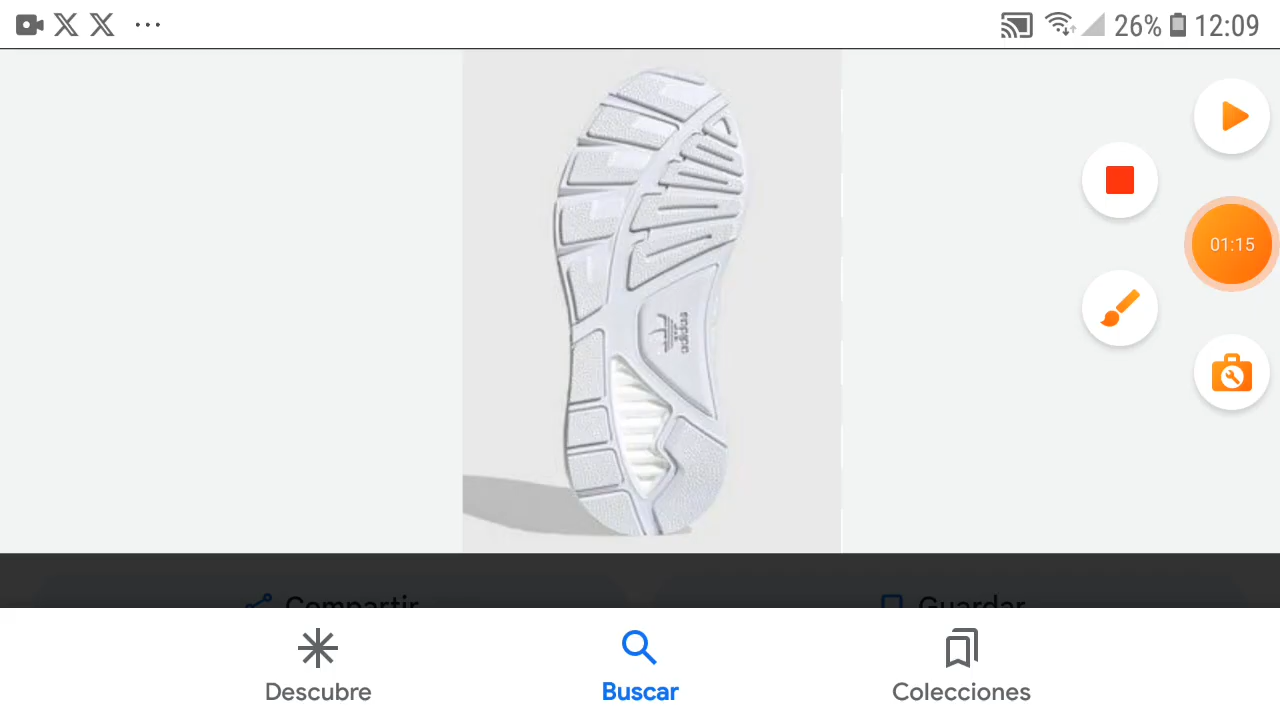 26% 12:09
01:15
adidas
Compartir
Guardar
Descubre
Buscar
Colecciones